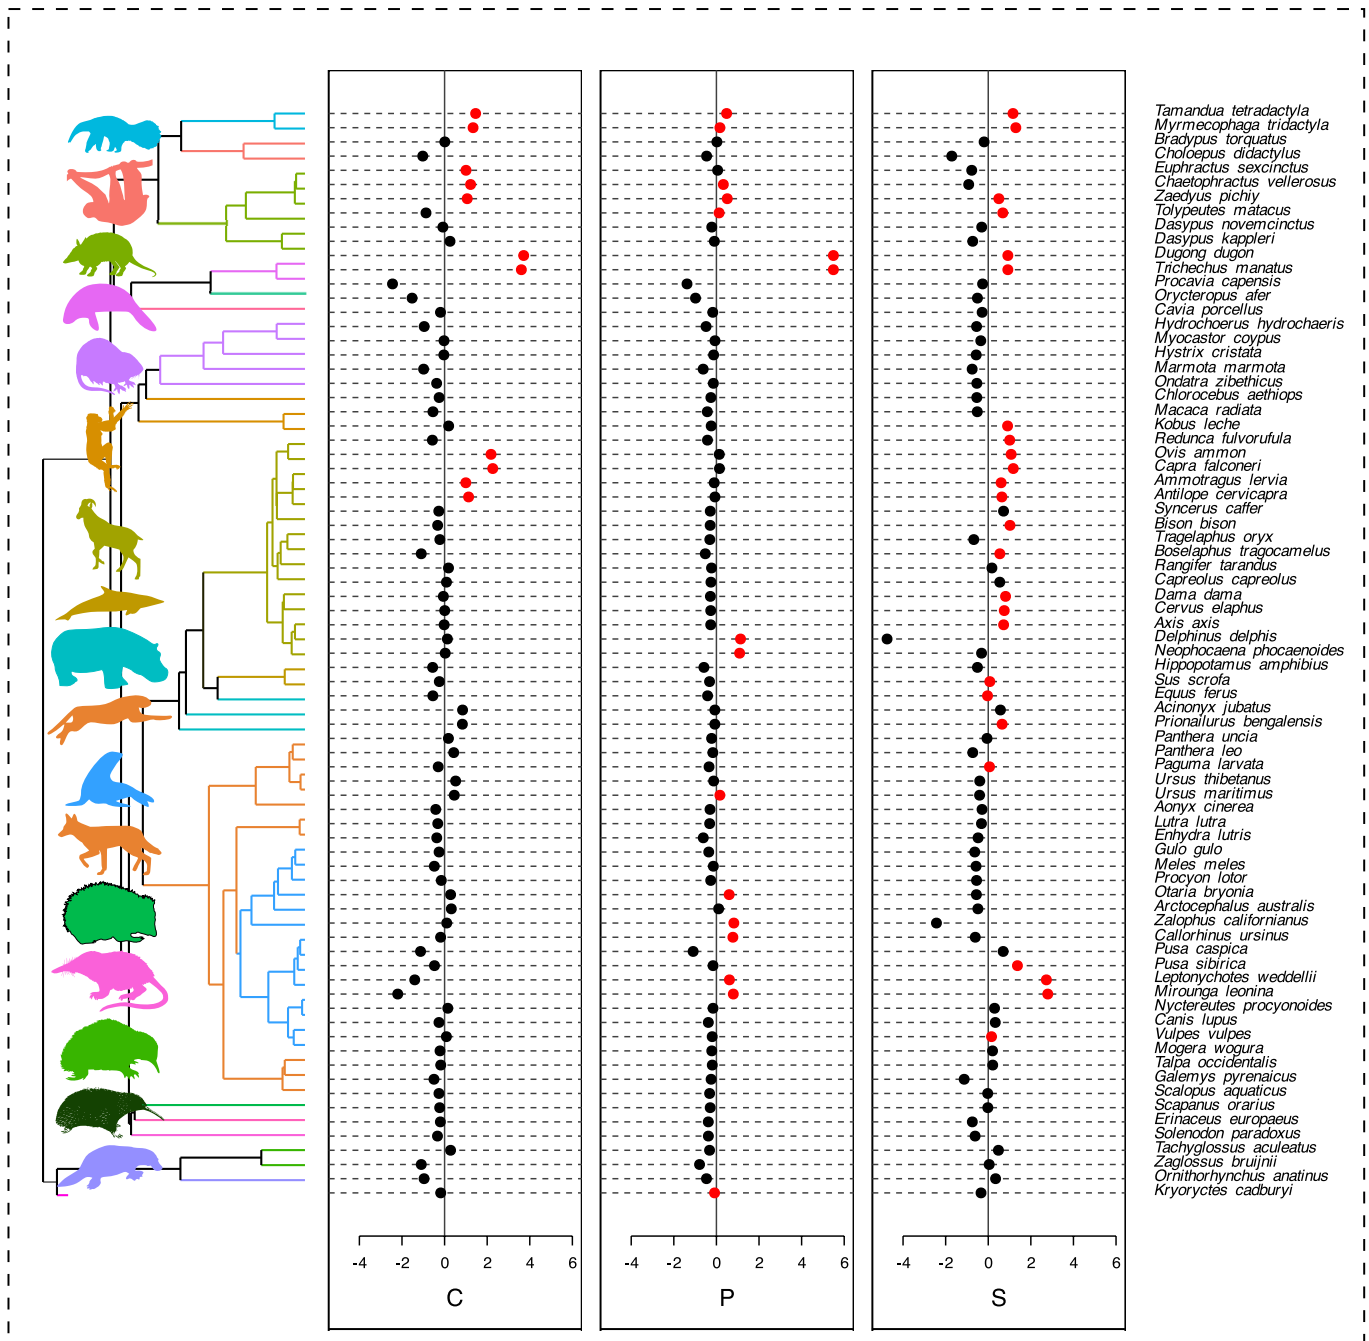 Tamandua tetradactyla
Myrmecophaga tridactyla
Bradypus torquatus
Choloepus didactylus
Euphractus sexcinctus
Chaetophractus vellerosus
Zaedyus pichiy
Tolypeutes matacus
Dasypus novemcinctus
Dasypus kappleri
Dugong dugon
Trichechus manatus
Procavia capensis
Orycteropus afer
Cavia porcellus
Hydrochoerus hydrochaeris
Myocastor coypus
Hystrix cristata
Marmota marmota
Ondatra zibethicus
Chlorocebus aethiops
Macaca radiata
Kobus leche
Redunca fulvorufula
Ovis ammon
Capra falconeri
Ammotragus lervia
Antilope cervicapra
Syncerus caffer
Bison bison
Tragelaphus oryx
Boselaphus tragocamelus
Rangifer tarandus
Capreolus capreolus
Dama dama
Cervus elaphus
Axis axis
Delphinus delphis
Neophocaena phocaenoides
Hippopotamus amphibius
Sus scrofa
Equus ferus
Acinonyx jubatus
Prionailurus bengalensis
Panthera uncia
Panthera leo
Paguma larvata
Ursus thibetanus
Ursus maritimus
Aonyx cinerea
Lutra lutra
Enhydra lutris
Gulo gulo
Meles meles
Procyon lotor
Otaria bryonia
Arctocephalus australis
Zalophus californianus
Callorhinus ursinus
Pusa caspica
Pusa sibirica
Leptonychotes weddellii
Mirounga leonina
Nyctereutes procyonoides
Canis lupus
Vulpes vulpes
Mogera wogura
Talpa occidentalis
Galemys pyrenaicus
Scalopus aquaticus
Scapanus orarius
Erinaceus europaeus
Solenodon paradoxus
Tachyglossus aculeatus
Zaglossus bruijnii
Ornithorhynchus anatinus
Kryoryctes cadburyi
-4 -2 0 2 4 6 -4 -2 0 2 4 6 -4 -2 0 2 4 6
C P S